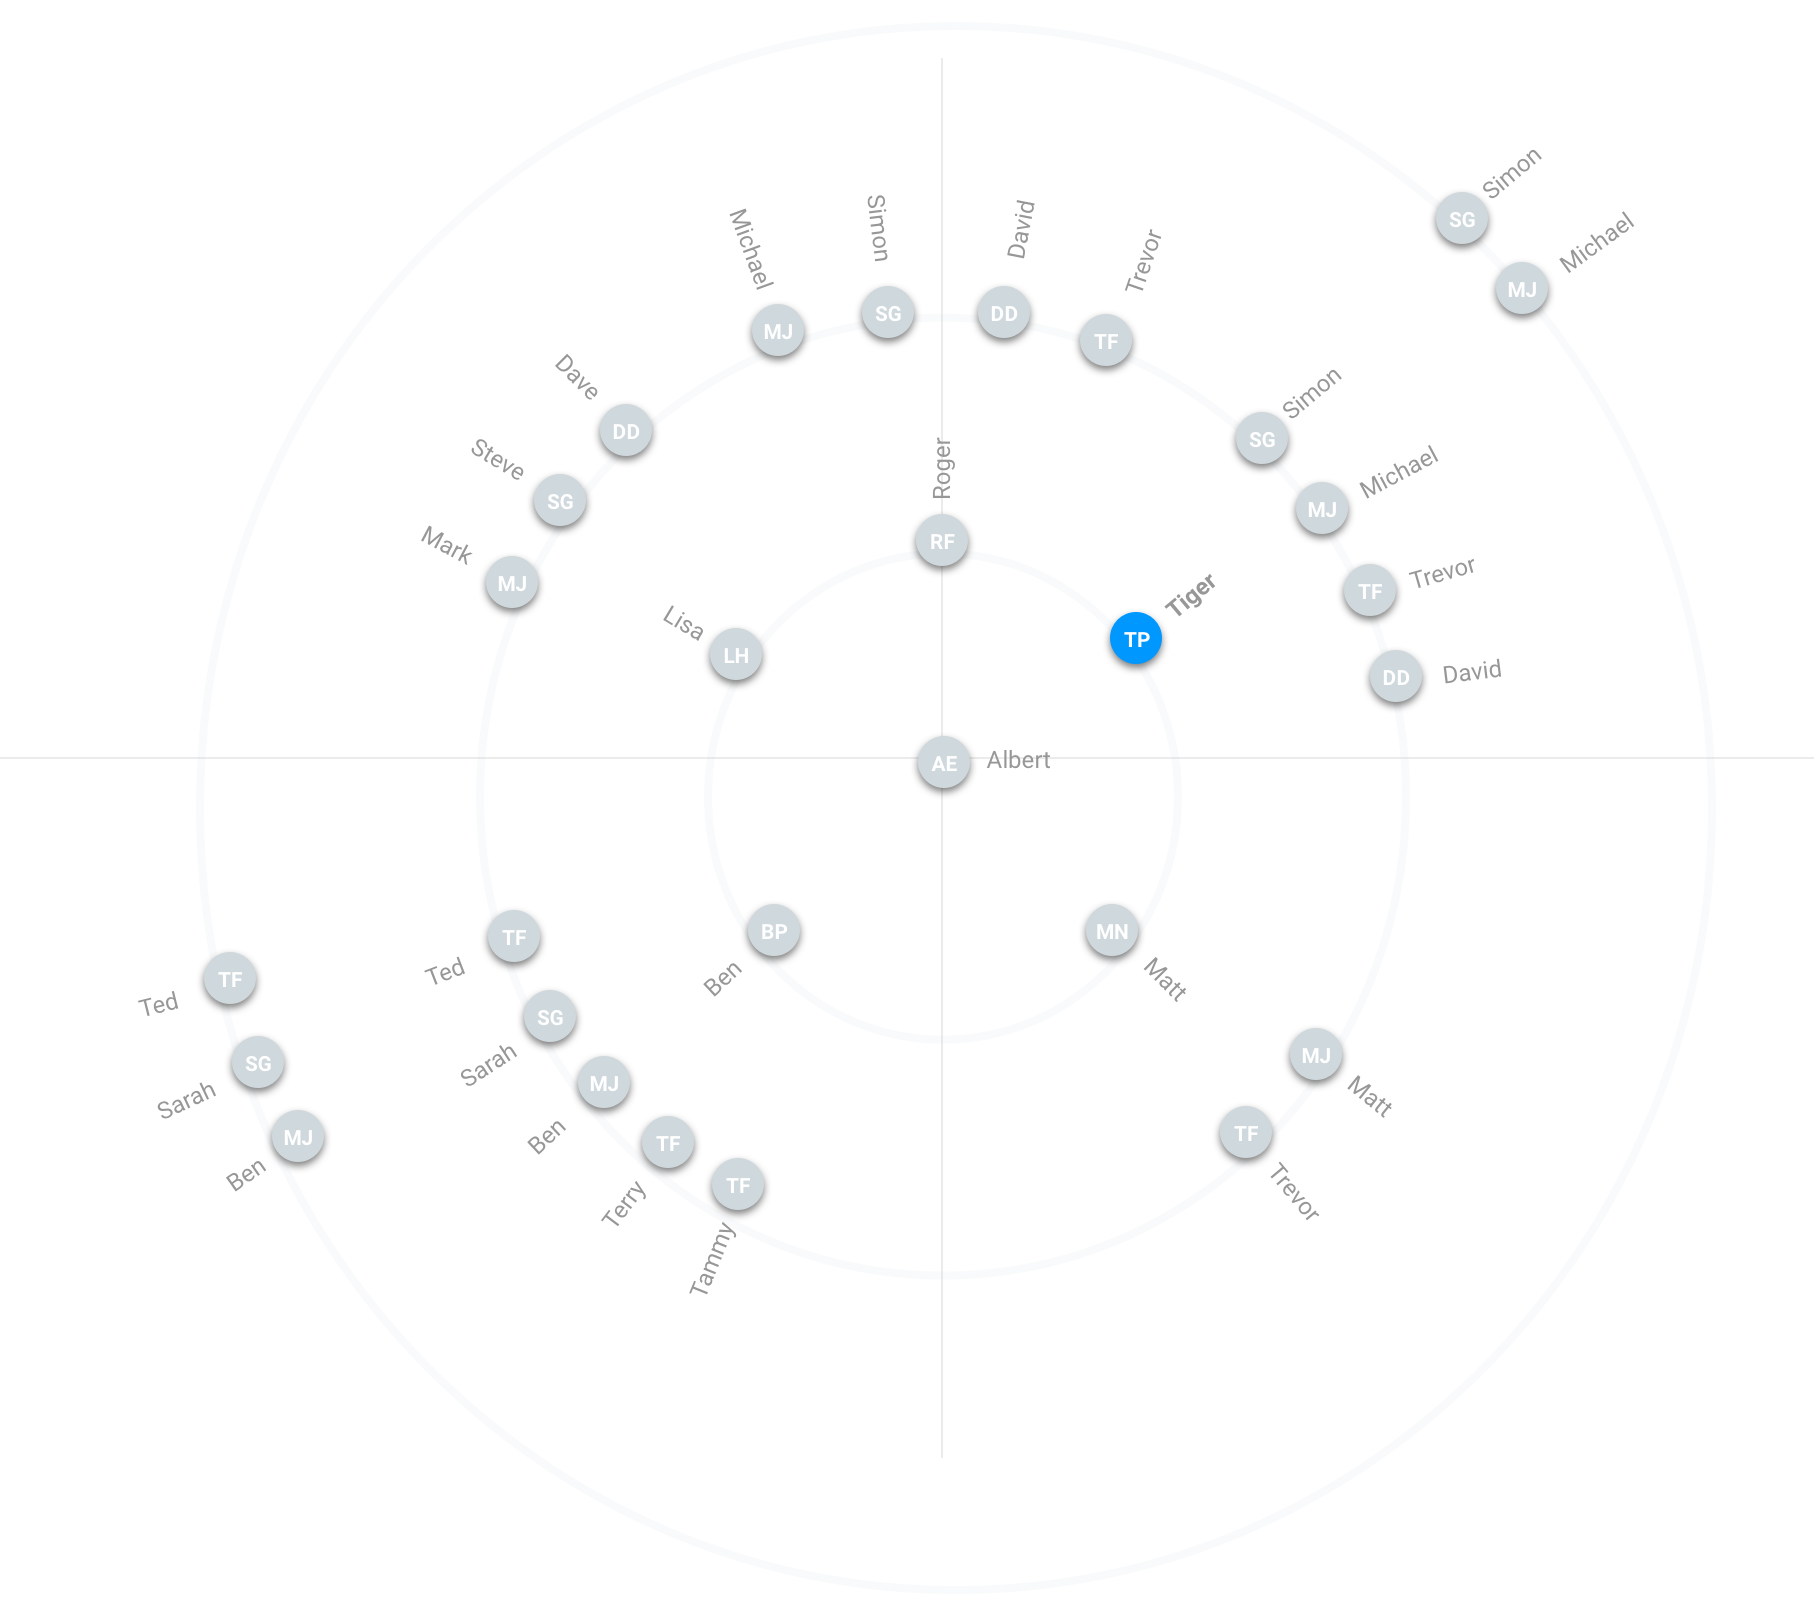 Simon
SG
Michael
MJ
Simon
SG
David
DD
Michael
MJ
Trevor
TF
Dave
DD
Simon
SG
Steve
SG
Roger
RF
Michael
MJ
Mark
MJ
Trevor
TF
Tiger
TP
Lisa
LH
DD
David
AE
Albert
BP
Ben
MN
Matt
TF
Ted
TF
Ted
SG
Sarah
MJ
Matt
SG
Sarah
MJ
Ben
MJ
Ben
TF
Terry
TF
Trevor
TF
Tammy